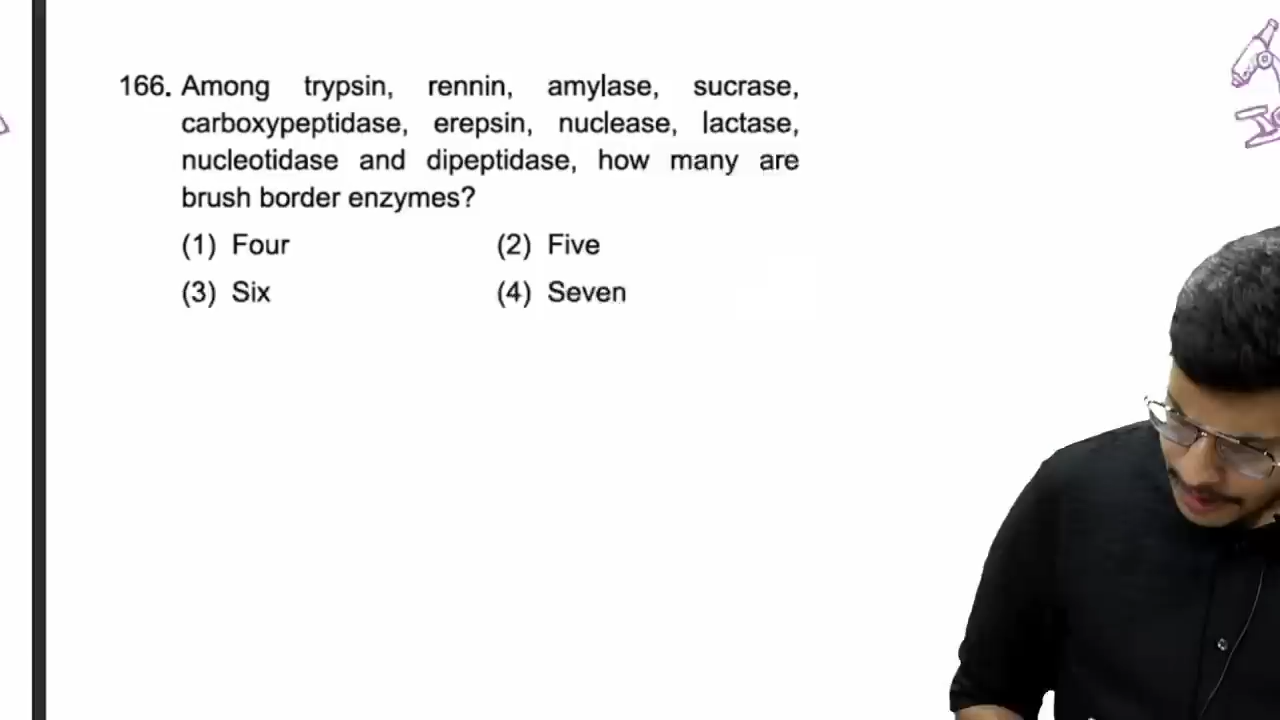 166. Among trypsin, rennin, amylase, sucrase,
carboxypeptidase, erepsin, nuclease, lactase,
nucleotidase and dipeptidase, how many are
brush border enzymes?
(1) Four (2) Five
(3) Six (4) Seven